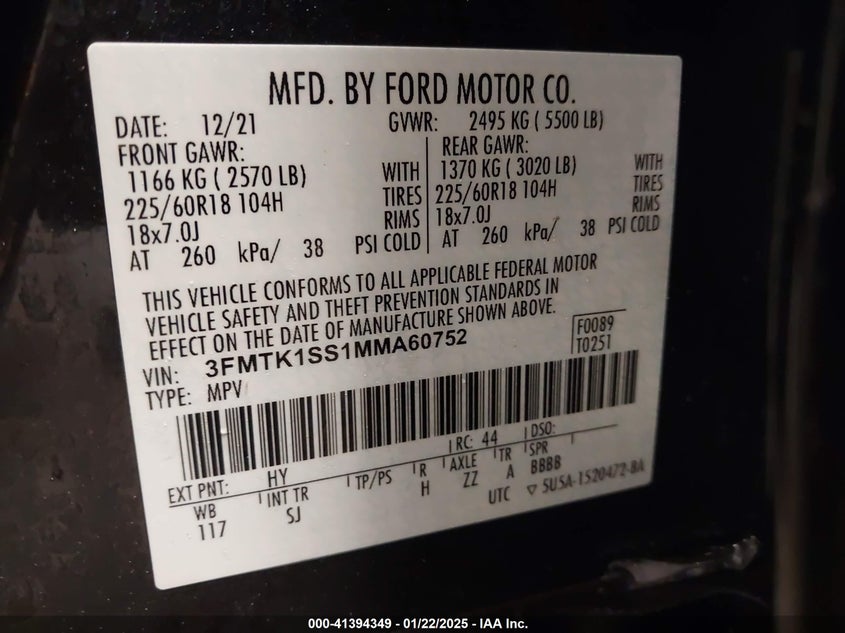 MFD. BY FORD MOTOR CO.
DATE: 12/21 GVWR: 2495 KG ( 5500 LB)
FRONT GAWR: REAR GAWR:
1166 KG ( 2570 LB) WITH 1370 KG ( 3020 LB) WITH
225/60R18 104H TIRES 225/60R18 104H TIRES
18x7.0J RIMS 18x7.0J RIMS
AT 260 kPa/ 38 PSI COLD AT 260 kPa/ 38 PSI COLD
THIS VEHICLE CONFORMS TO ALL APPLICABLE FEDERAL MOTOR
VEHICLE SAFETY AND THEFT PREVENTION STANDARDS IN
EFFECT ON THE DATE OF MANUFACTURE SHOWN ABOVE.
F0089
VIN: 3FMTK1SS1MMA60752 T0251
TYPE: MPV
RC: 44 DSO:
EXT PNT: HY
WB INT TR TP/PS R AXLE TR SPR
117 SJ H ZZ A BBBB
UTC ▽ SU5A-1520472-BA
000-41394349 - 01/22/2025 - IAA Inc.